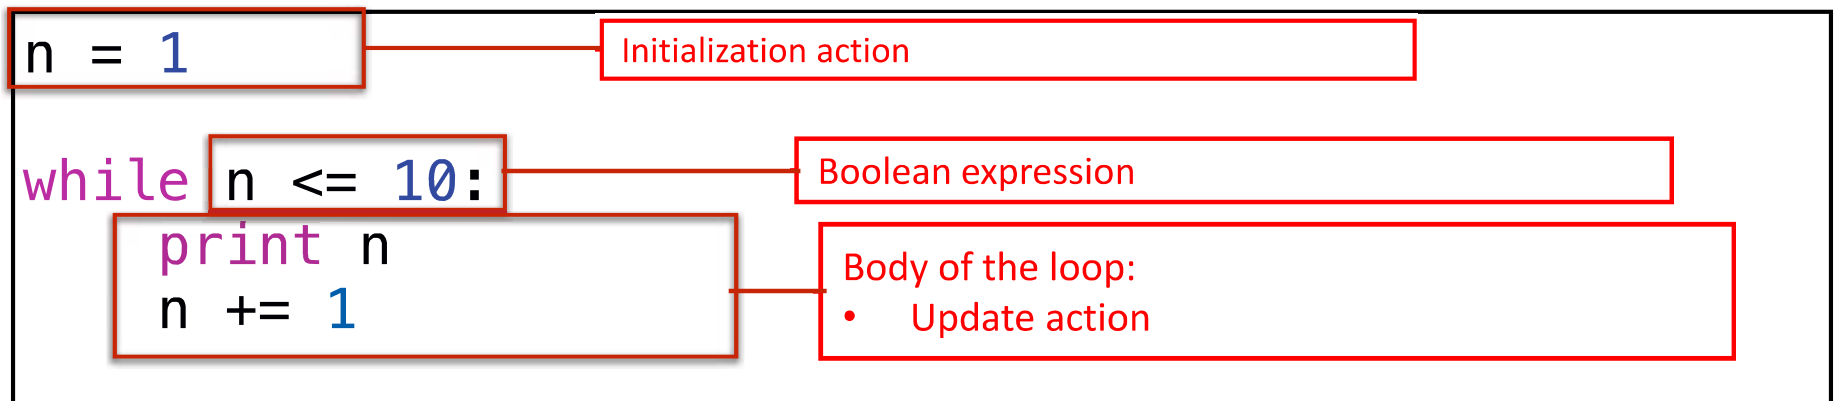 n = 1
Initialization action
while n <= 10:
Boolean expression
print n
n += 1
Body of the loop:
• Update action